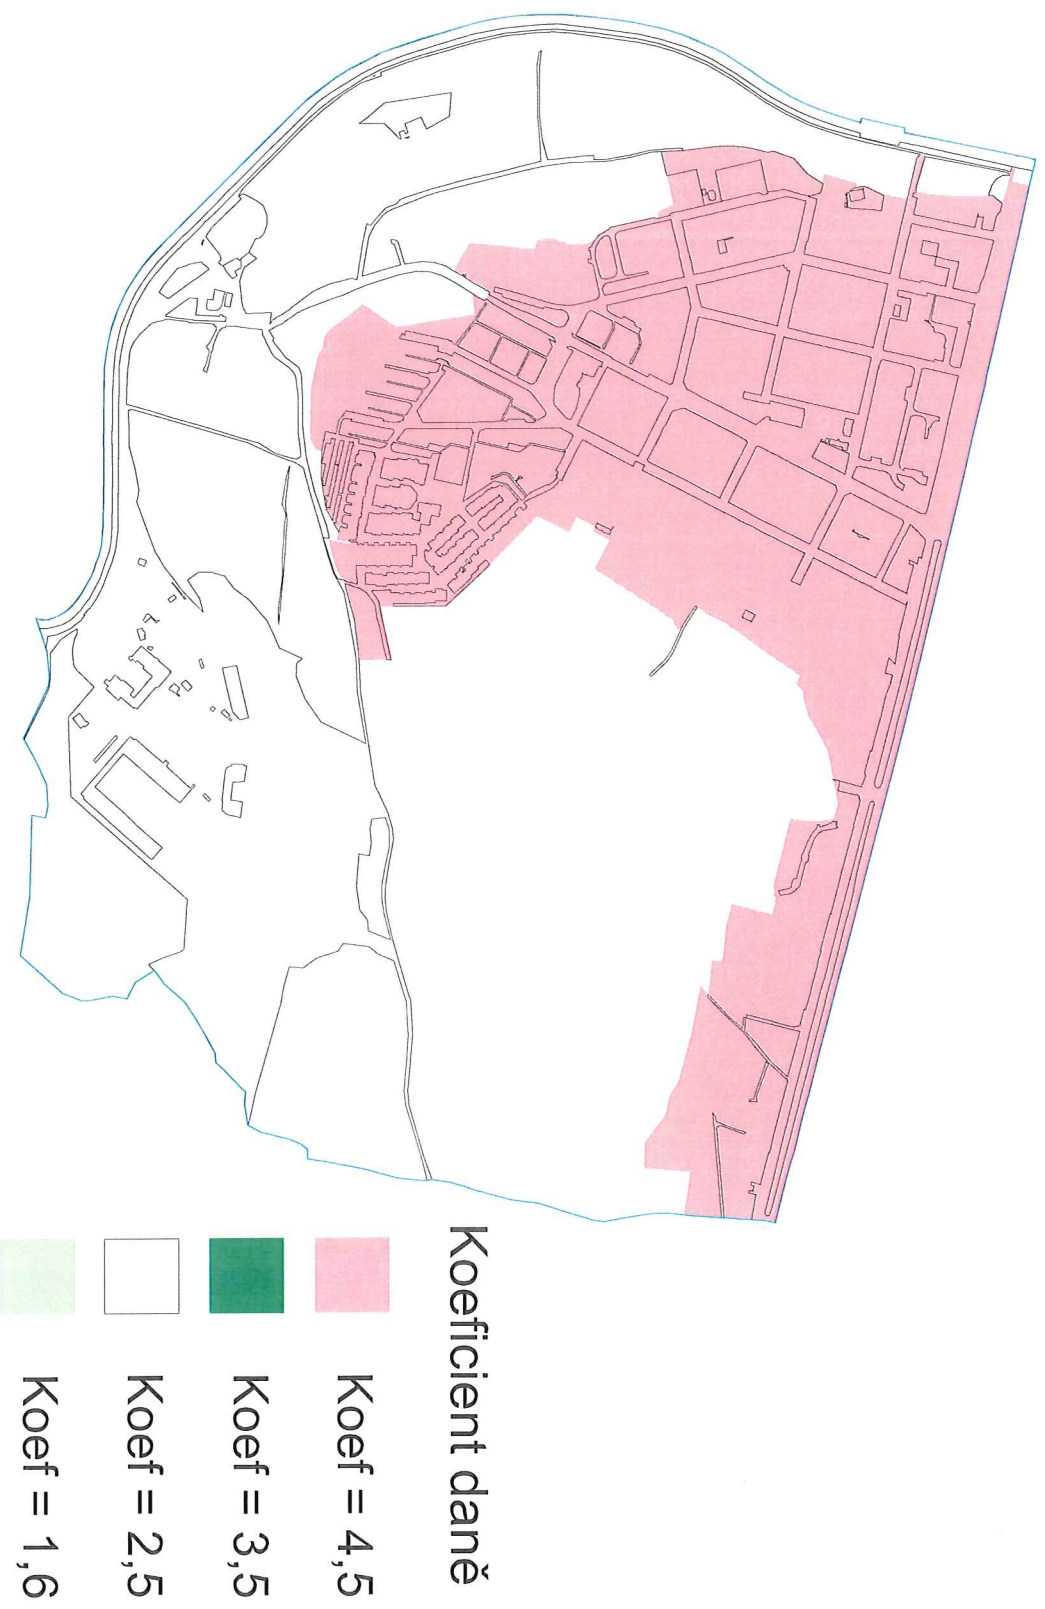 Koeficient daně
Koef = 4,5
Koef = 3,5
Koef = 2,5
Koef = 1,6